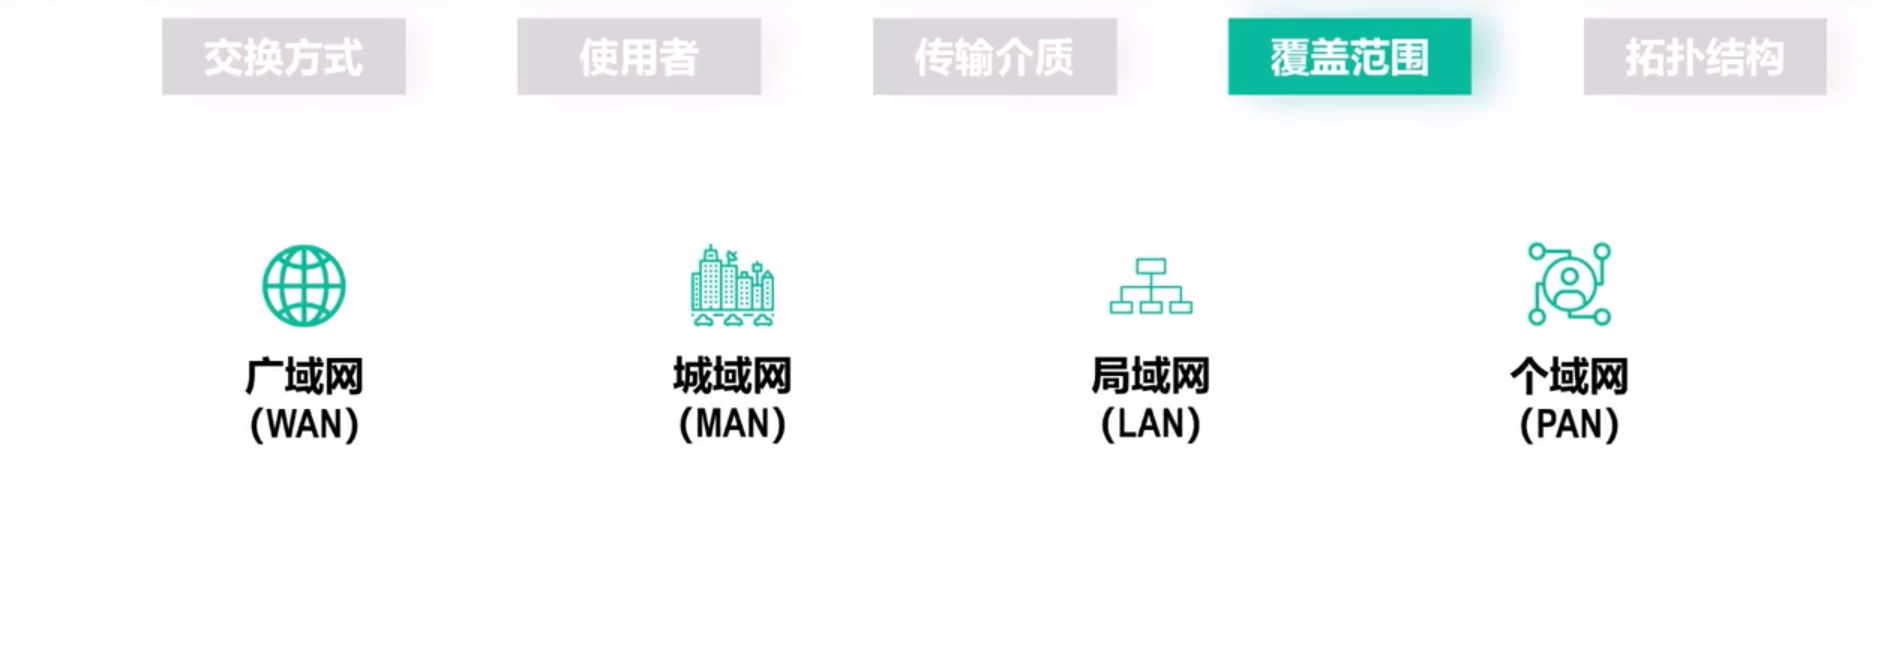 交换方式
使用者
传输介质
覆盖范围
拓扑结构
广域网
(WAN)
城域网
(MAN)
局域网
(LAN)
个域网
(PAN)